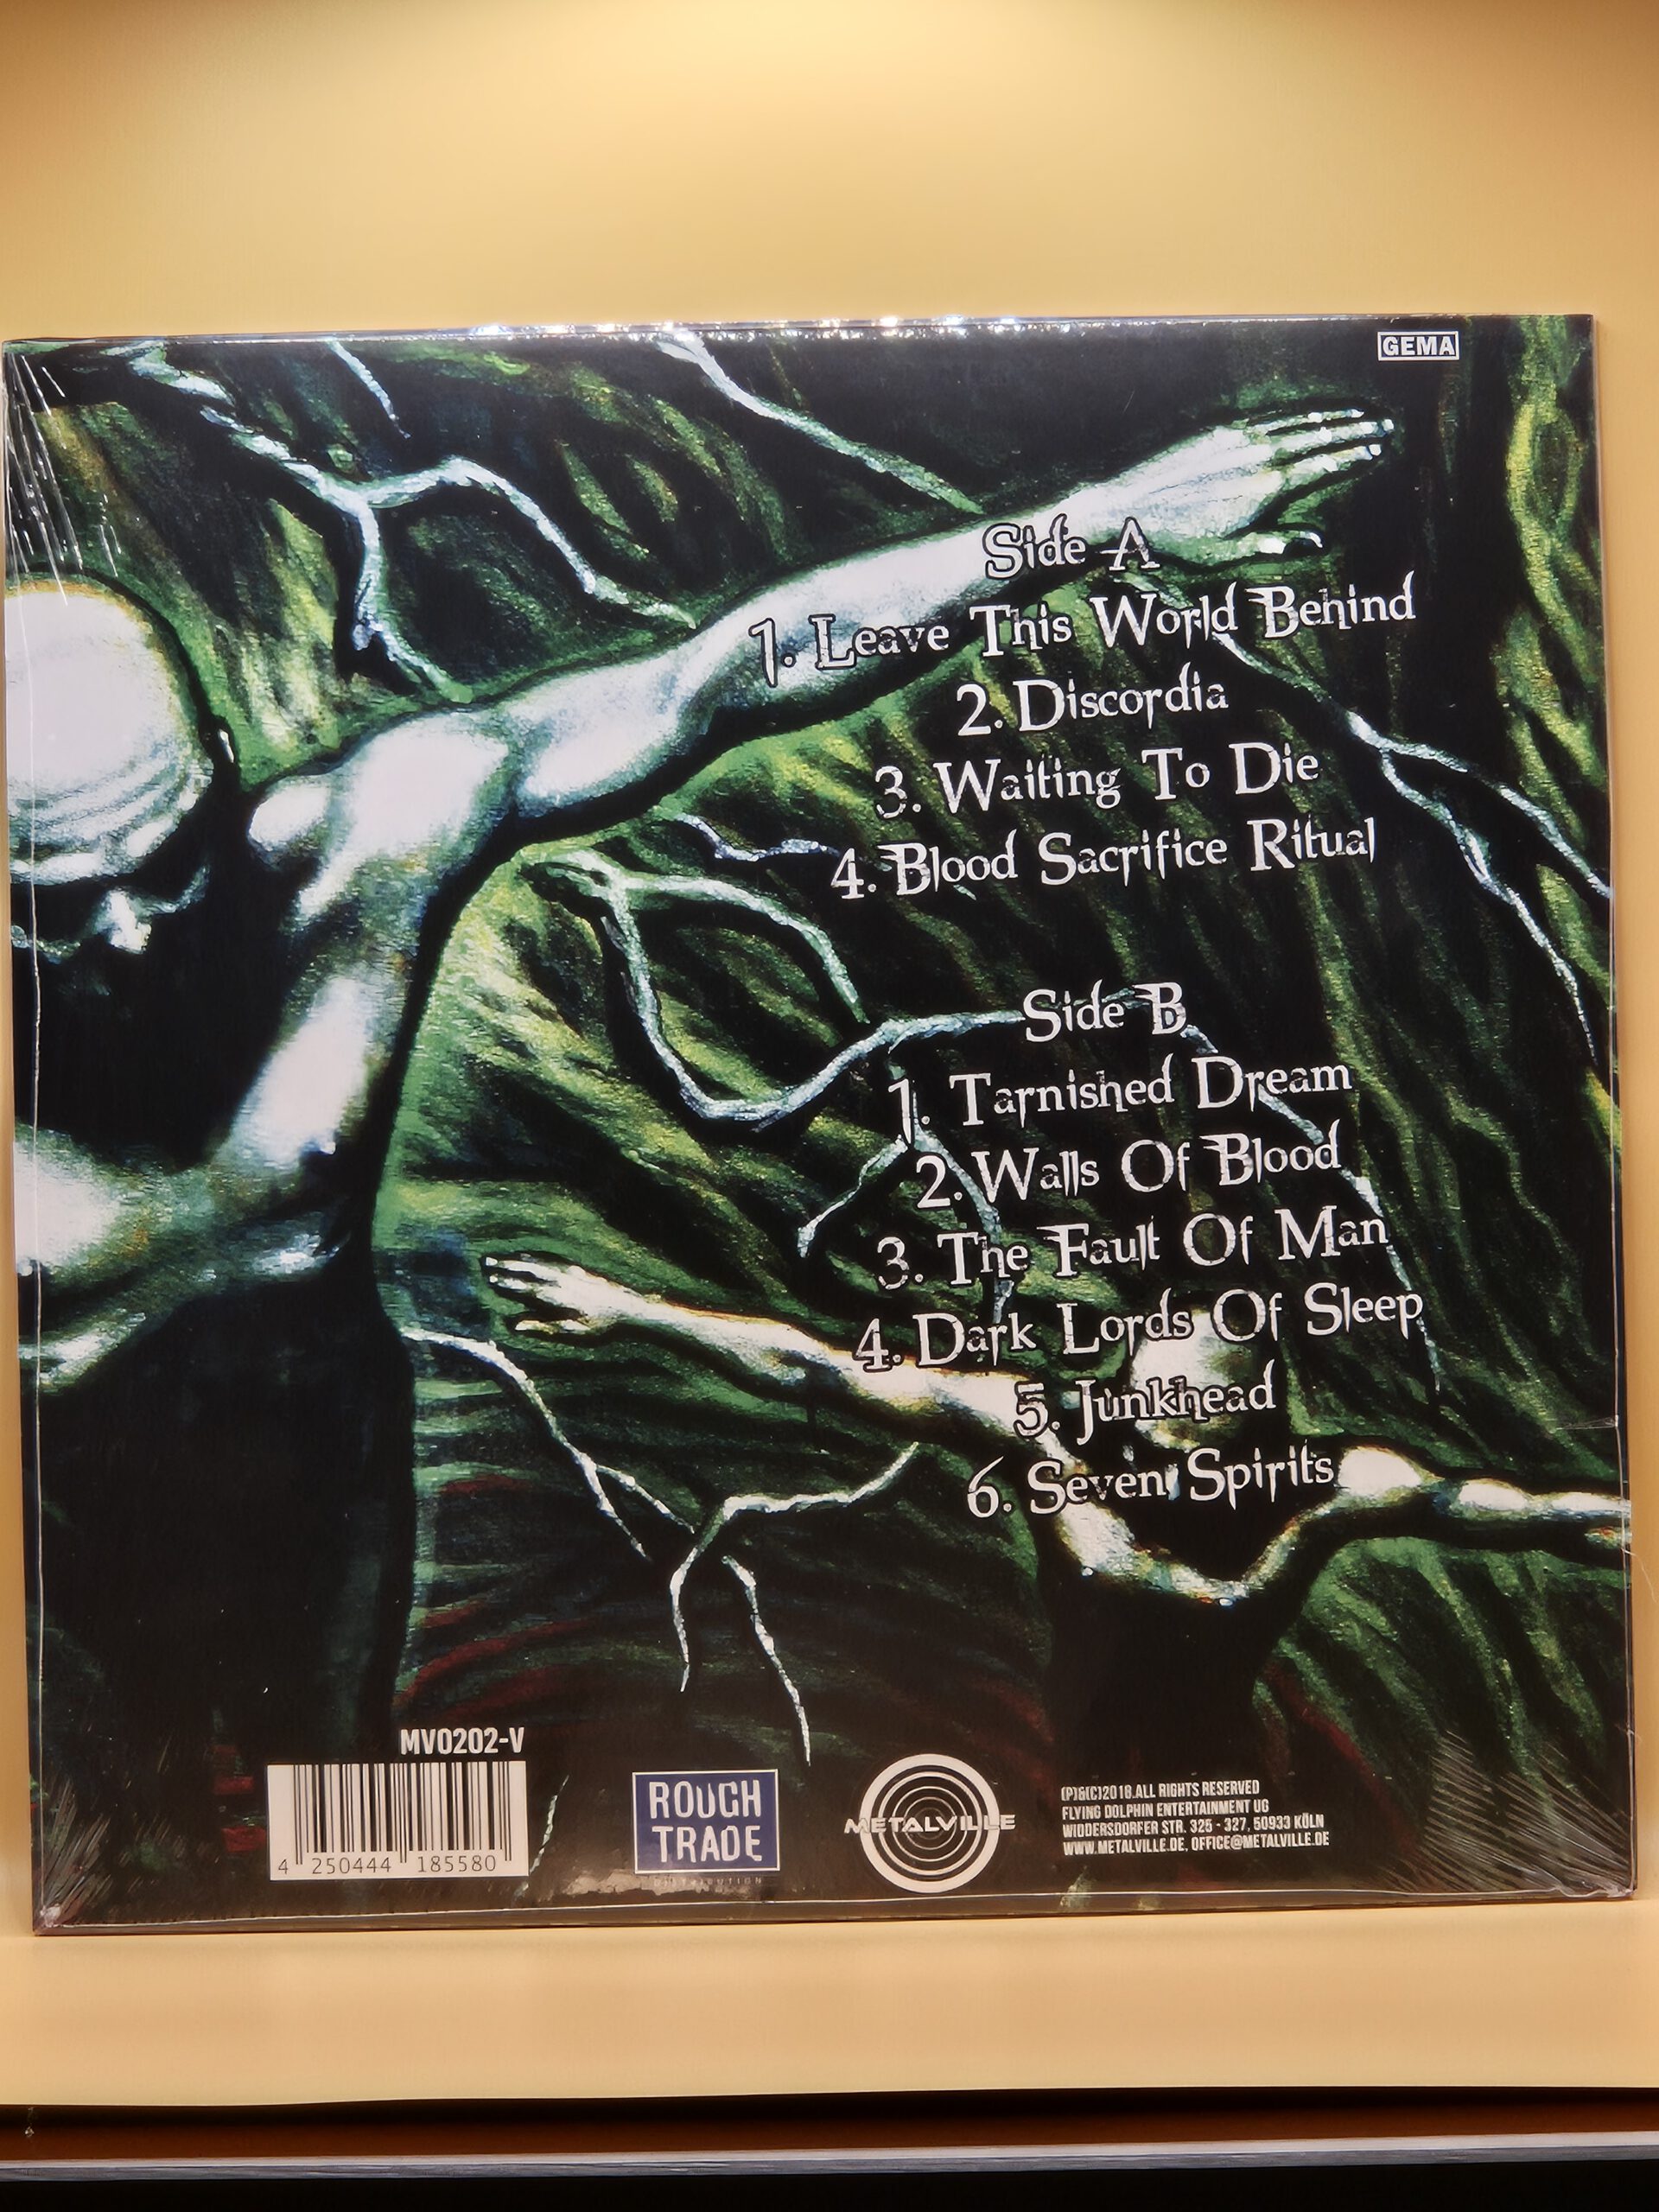 GEMA
Side A
1. Leave This World Behind
2. Discordia
3. Waiting To Die
4. Blood Sacrifice Ritual
Side B
1. Tarnished Dream
2. Walls Of Blood
3. The Fault Of Man
4. Dark Lords Of Sleep
5. Junkhead
6. Seven Spirits
MV0202-V
4 250444 185580
ROUGH
TRADE
DISTRIBUTION
METALVILLE
(P)&(C)2018.ALL RIGHTS RESERVED
FLYING DOLPHIN ENTERTAINMENT UG
WIDDERSDORFER STR. 325 - 327, 50933 KÖLN
WWW.METALVILLE.DE, OFFICE@METALVILLE.DE